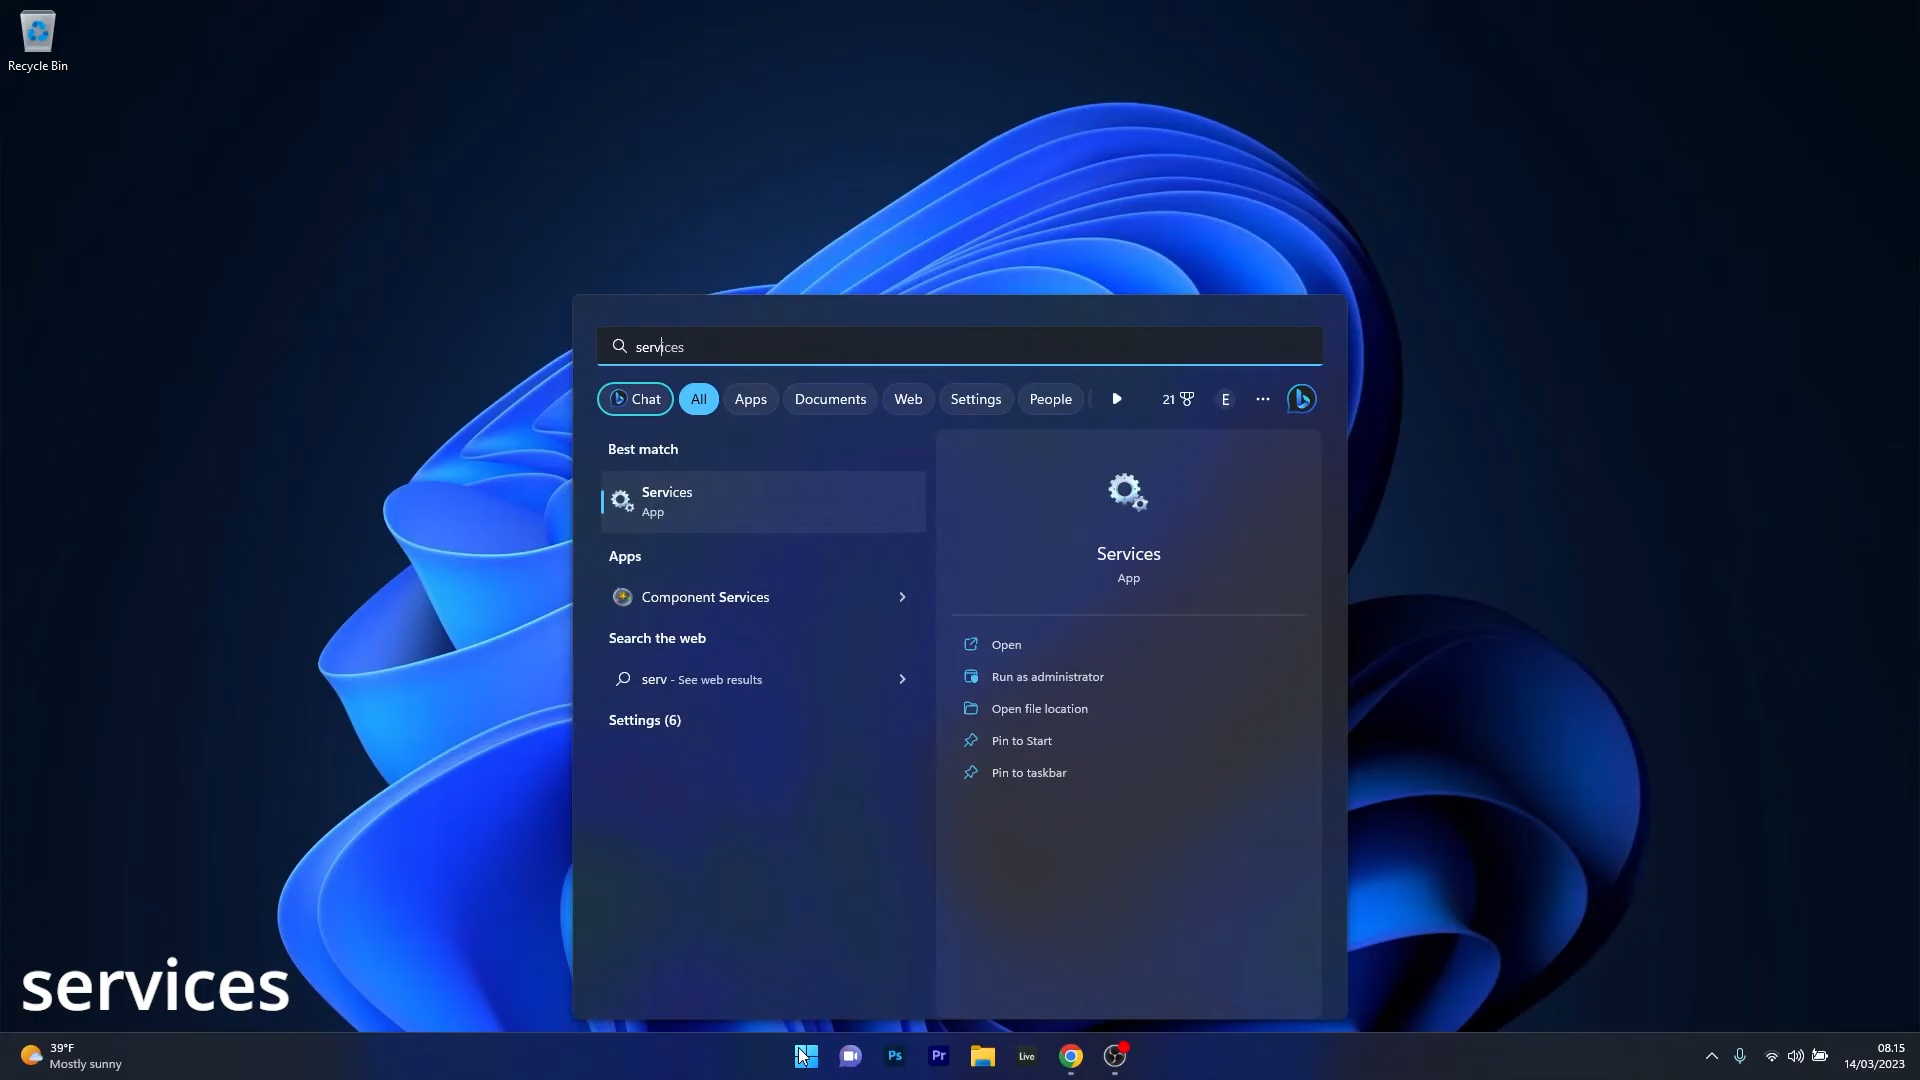 Recycle Bin
services
Chat
All
Apps
Documents
Web
Settings
People
21
E
Best match
Services
App
Apps
Component Services
Search the web
serv - See web results
Settings (6)
Services
App
Open
Run as administrator
Open file location
Pin to Start
Pin to taskbar
services
39°F
Mostly sunny
Ps
Pr
Live
08.15
14/03/2023